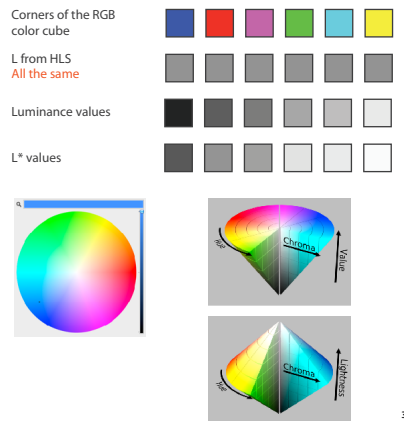 Corners of the RGB
color cube
L from HLS
All the same
Luminance values
L* values
Hue
Chroma
Value
Hue
Chroma
Lightness
3